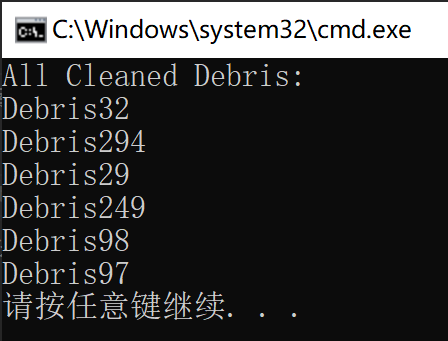 C:\Windows\system32\cmd.exe
All Cleaned Debris:
Debris32
Debris294
Debris29
Debris249
Debris98
Debris97
请按任意键继续. . .